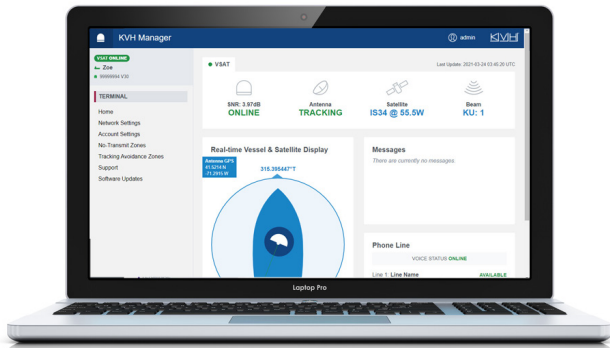 KVH Manager
admin
KVH
VSAT ONLINE
Zoe
VSAT
Last Update: 2021-03-24 03:45:20 UTC
TERMINAL
Home
Network Settings
Account Settings
No-Transmit Zones
Tracking Avoidance Zones
Support
Software Updates
SNR: 3.97dB
ONLINE
Antenna
TRACKING
Satellite
IS34 @ 55.5W
Beam
KU: 1
Real-time Vessel & Satellite Display
Antenna GPS
41.5214 N
-71.2915 W
315.395447°T
Messages
There are currently no messages.
Phone Line
VOICE STATUS ONLINE
Line 1: Line Name
AVAILABLE
Laptop Pro